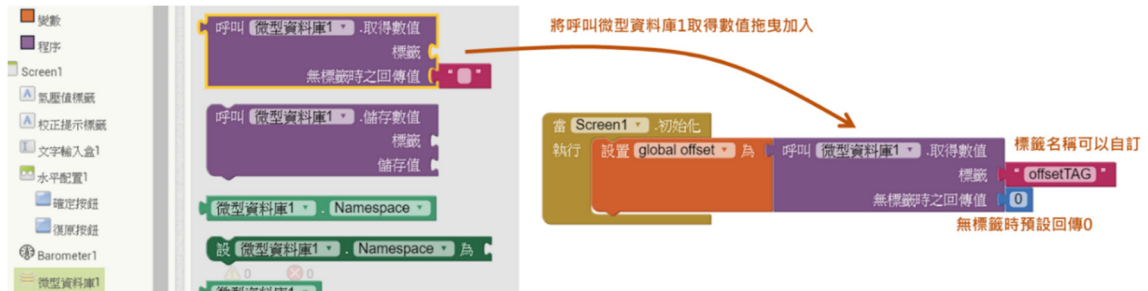 變數
程序
Screen1
氣壓值標籤
校正提示標籤
文字輸入盒1
水平配置1
確定按鈕
復原按鈕
Barometer1
微型資料庫1
呼叫 微型資料庫1 .取得數值
標籤
無標籤時之回傳值 " "
呼叫 微型資料庫1 .儲存數值
標籤
儲存值
微型資料庫1 . Namespace
設 微型資料庫1 . Namespace 為
0 0
微型資料庫1
將呼叫微型資料庫1取得數值拖曳加入
當 Screen1 .初始化
執行 設置 global offset 為 呼叫 微型資料庫1 .取得數值
標籤 " offsetTAG "
無標籤時之回傳值 0
標籤名稱可以自訂
無標籤時預設回傳0